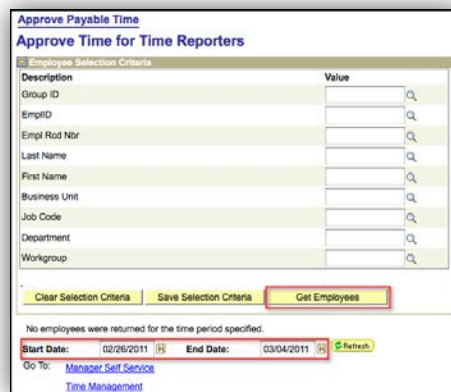 Approve Payable Time
Approve Time for Time Reporters
Employee Selection Criteria
Description Value
Group ID
EmplID
Empl Rcd Nbr
Last Name
First Name
Business Unit
Job Code
Department
Workgroup
Clear Selection Criteria Save Selection Criteria Get Employees
No employees were returned for the time period specified.
Start Date: 02/26/2011 End Date: 03/04/2011 Refresh
Go To: Manager Self Service
Time Management